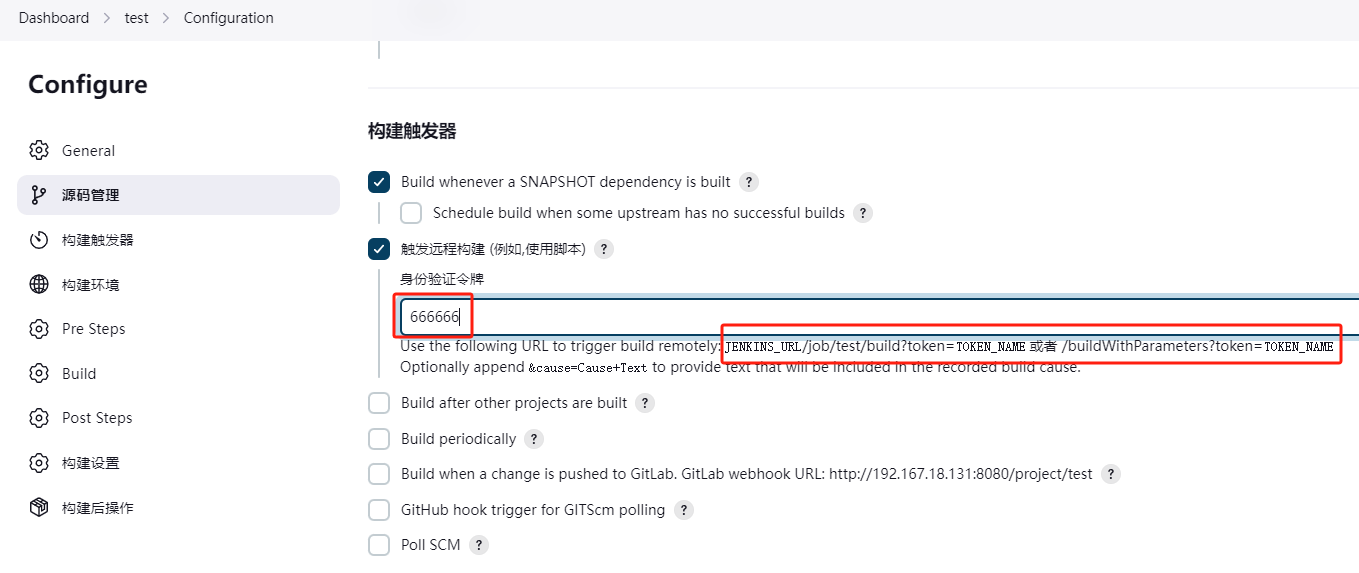 Dashboard > test > Configuration
Configure
General
源码管理
构建触发器
构建环境
Pre Steps
Build
Post Steps
构建设置
构建后操作
构建触发器
Build whenever a SNAPSHOT dependency is built ?
Schedule build when some upstream has no successful builds ?
触发远程构建 (例如,使用脚本) ?
身份验证令牌
666666
Use the following URL to trigger build remotely: JENKINS_URL/job/test/build?token=TOKEN_NAME 或者 /buildWithParameters?token=TOKEN_NAME
Optionally append &cause=Cause+Text to provide text that will be included in the recorded build cause.
Build after other projects are built ?
Build periodically ?
Build when a change is pushed to GitLab. GitLab webhook URL: http://192.167.18.131:8080/project/test ?
GitHub hook trigger for GITScm polling ?
Poll SCM ?